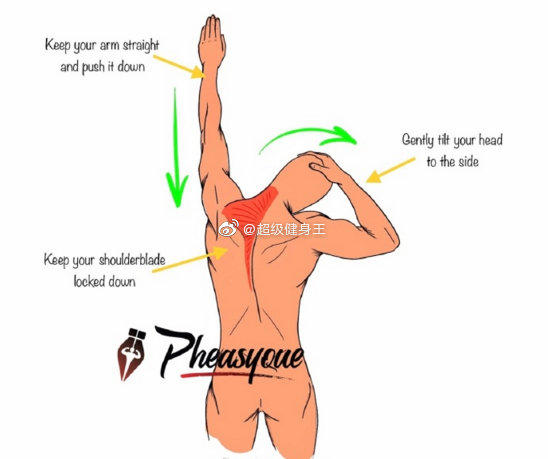 Keep your arm straight
and push it down
Gently tilt your head
to the side
@超级健身王
Keep your shoulderblade
locked down
Pheasyque